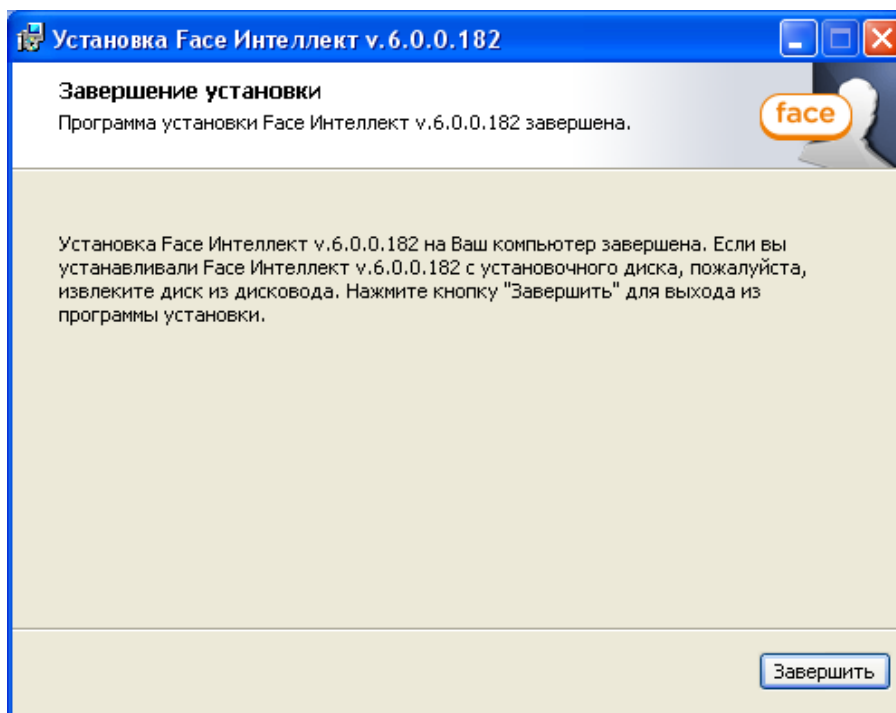 Установка Face Интеллект v.6.0.0.182
Завершение установки
Программа установки Face Интеллект v.6.0.0.182 завершена.
face
Установка Face Интеллект v.6.0.0.182 на Ваш компьютер завершена. Если вы
устанавливали Face Интеллект v.6.0.0.182 с установочного диска, пожалуйста,
извлеките диск из дисковода. Нажмите кнопку "Завершить" для выхода из
программы установки.
Завершить